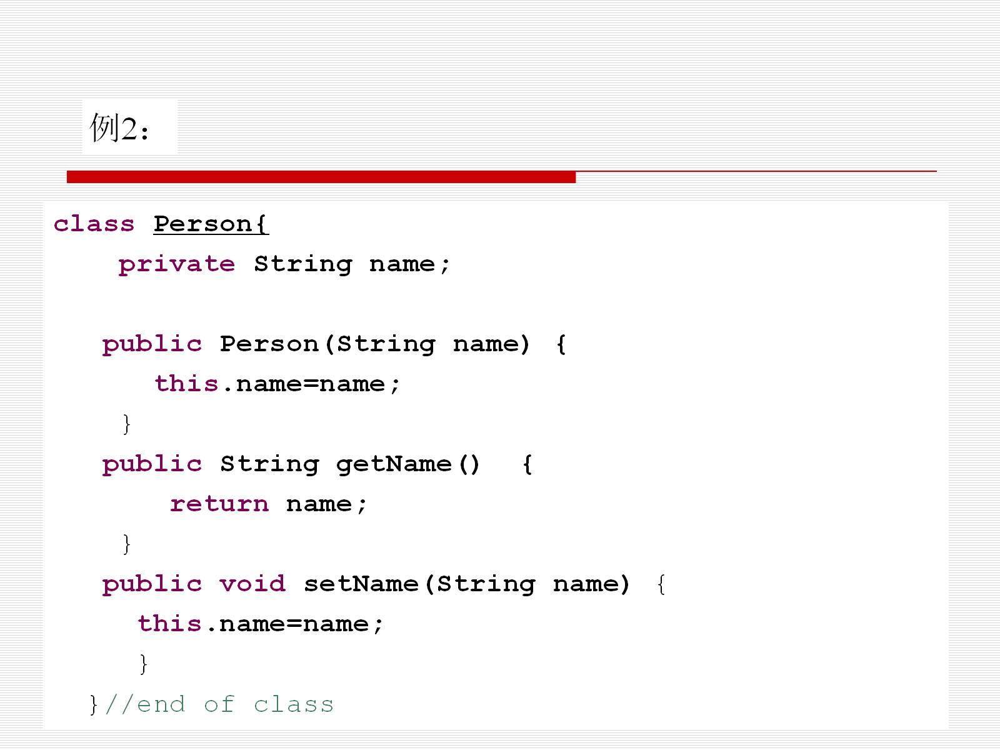 例2：
class Person{
private String name;
public Person(String name) {
this.name=name;
}
public String getName()  {
return name;
}
public void setName(String name) {
this.name=name;
}
}//end of class